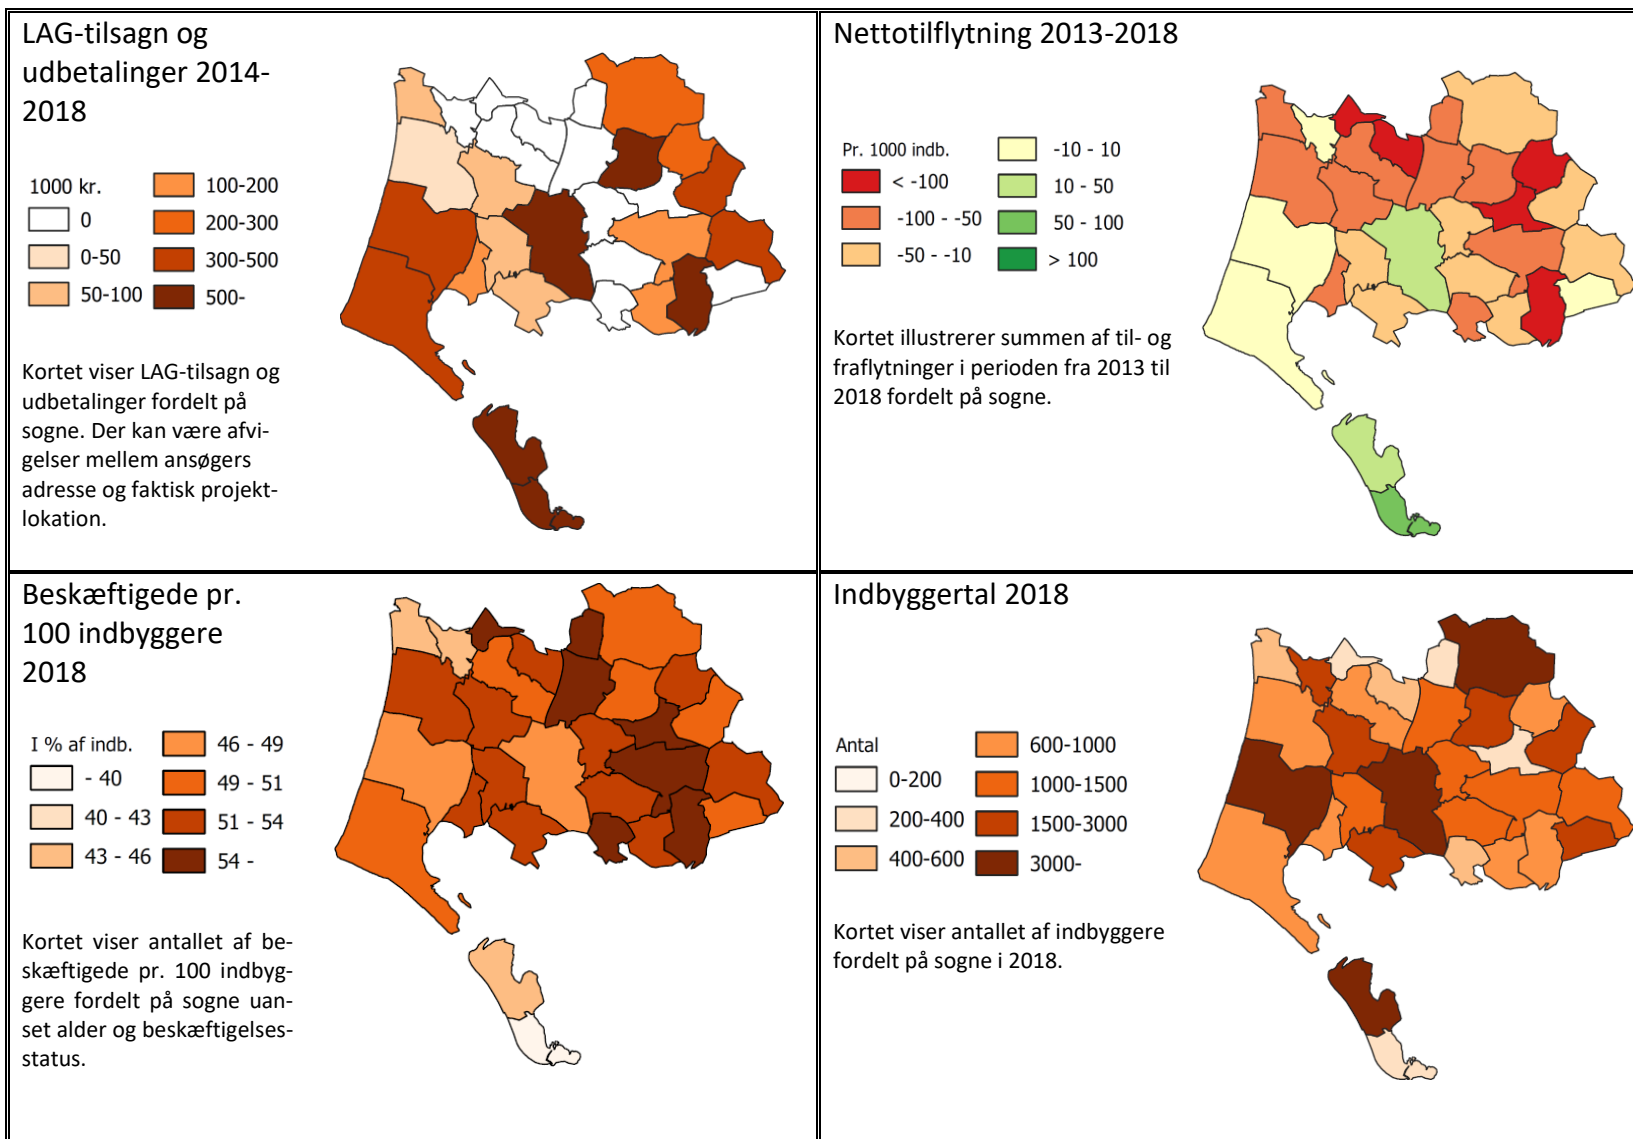 LAG-tilsagn og
udbetalinger 2014-
2018
1000 kr.
0
0-50
50-100
100-200
200-300
300-500
500-
Kortet viser LAG-tilsagn og
udbetalinger fordelt på
sogne. Der kan være afvi-
gelser mellem ansøgers
adresse og faktisk projekt-
lokation.
Nettotilflytning 2013-2018
Pr. 1000 indb.
< -100
-100 - -50
-50 - -10
-10 - 10
10 - 50
50 - 100
> 100
Kortet illustrerer summen af til- og
fraflytninger i perioden fra 2013 til
2018 fordelt på sogne.
Beskæftigede pr.
100 indbyggere
2018
I % af indb.
- 40
40 - 43
43 - 46
46 - 49
49 - 51
51 - 54
54 -
Kortet viser antallet af be-
skæftigede pr. 100 indbyg-
gere fordelt på sogne uan-
set alder og beskæftigelses-
status.
Indbyggertal 2018
Antal
0-200
200-400
400-600
600-1000
1000-1500
1500-3000
3000-
Kortet viser antallet af indbyggere
fordelt på sogne i 2018.